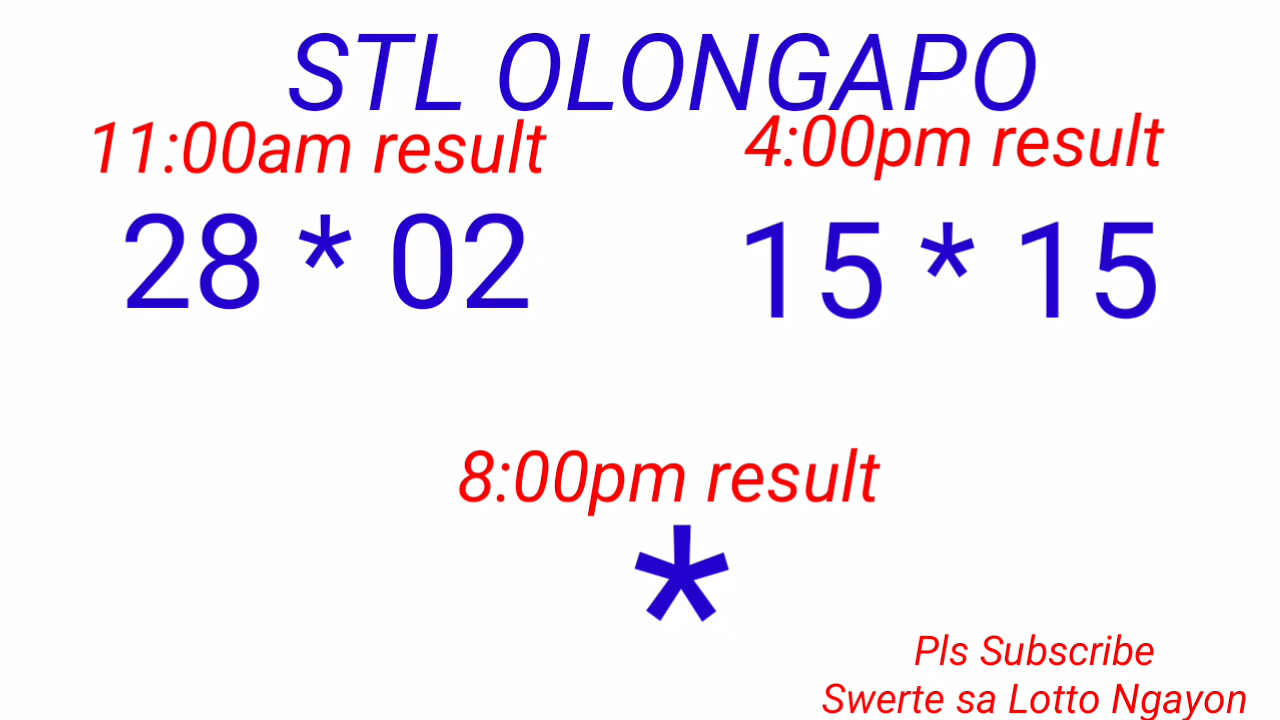 STL OLONGAPO
11:00am result
28 * 02
4:00pm result
15 * 15
8:00pm result
*
Pls Subscribe
Swerte sa Lotto Ngayon